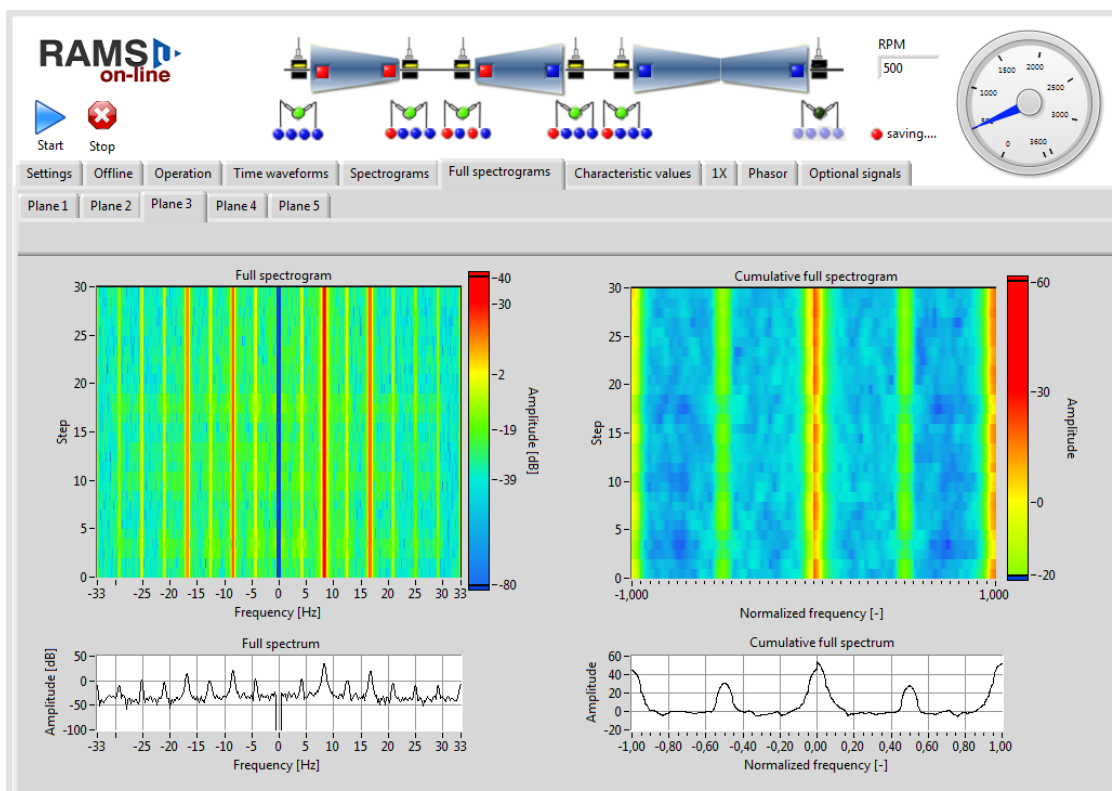 RAMS
on-line
Start
Stop
RPM
500
saving....
0
500
1000
1500
2000
2500
3000
3600
Settings Offline Operation Time waveforms Spectrograms Full spectrograms Characteristic values 1X Phasor Optional signals
Plane 1 Plane 2 Plane 3 Plane 4 Plane 5
Full spectrogram
Step
30
25
20
15
10
5
0
-33 -25 -20 -15 -10 -5 0 5 10 15 20 25 30 33
Frequency [Hz]
-40
-30
-2
-19
-39
-80
Amplitude [dB]
Cumulative full spectrogram
Step
30
25
20
15
10
5
0
-1,000 1,000
Normalized frequency [-]
60
30
-0
-20
Amplitude
Full spectrum
Amplitude [dB]
50
0
-50
-100
-33 -25 -20 -15 -10 -5 0 5 10 15 20 25 30 33
Frequency [Hz]
Cumulative full spectrum
Amplitude
60
40
20
0
-20
-1,00 -0,80 -0,60 -0,40 -0,20 0,00 0,20 0,40 0,60 0,80 1,00
Normalized frequency [-]